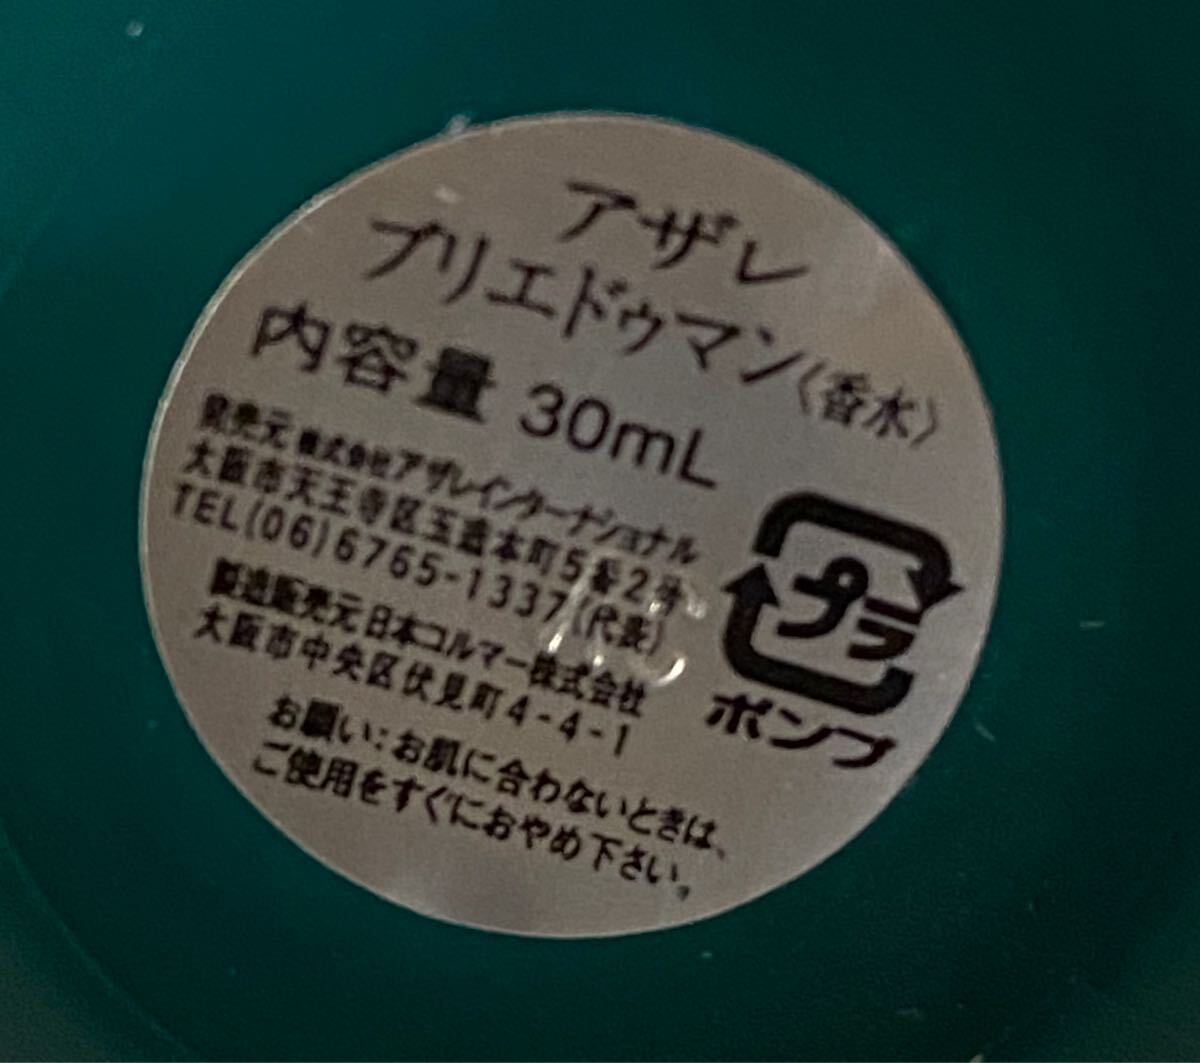 アザレ
プリエドゥマン〈香水〉
内容量 30mL
発売元 株式会社アザレインターナショナル
大阪市天王寺区玉造本町5番2号
TEL(06)6765-1337(代表)
製造販売元 日本コルマー株式会社
大阪市中央区伏見町4-4-1
お願い:お肌に合わないときは、
ご使用をすぐにおやめ下さい。
プラ
ポンプ